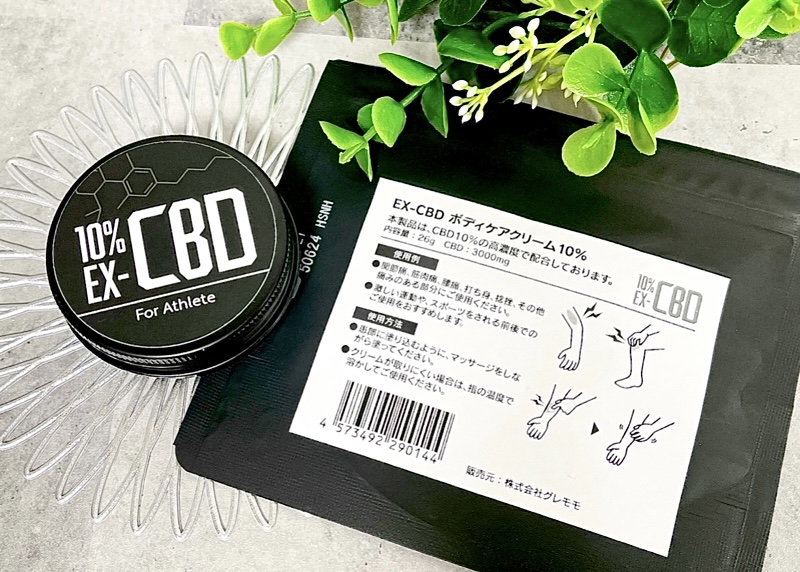 10%
EX-CBD
For Athlete
50624 HSNH
EX-CBD ボディケアクリーム10%
本製品は、CBD10%の高濃度で配合しております。
内容量：26g CBD：3000mg
10%
EX-CBD
使用例
●関節痛、筋肉痛、腰痛、打ち身、捻挫、その他
痛みのある部分にご使用ください。
●激しい運動や、スポーツをされる前後での
ご使用をおすすめします。
使用方法
●患部に塗り込むように、マッサージをしな
がら塗ってください。
●クリームが取りにくい場合は、指の温度で
溶かしてご使用ください。
4 573492 290144
販売元：株式会社グレモモ